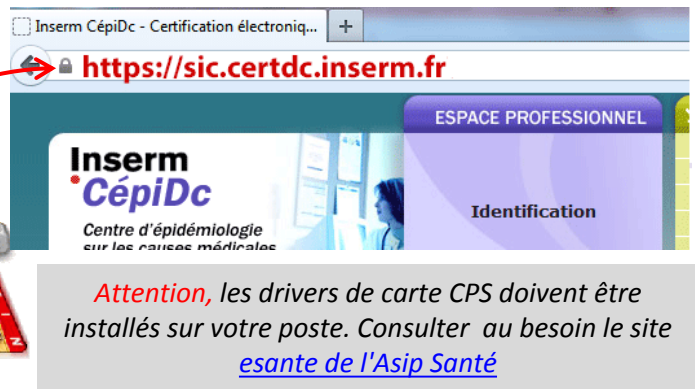 Inserm CépiDc - Certification électroniq...
https://sic.certdc.inserm.fr
ESPACE PROFESSIONNEL
Inserm
CépiDc
Centre d'épidémiologie
sur les causes médicales
Identification
Attention, les drivers de carte CPS doivent être
installés sur votre poste. Consulter au besoin le site
esante de l'Asip Santé